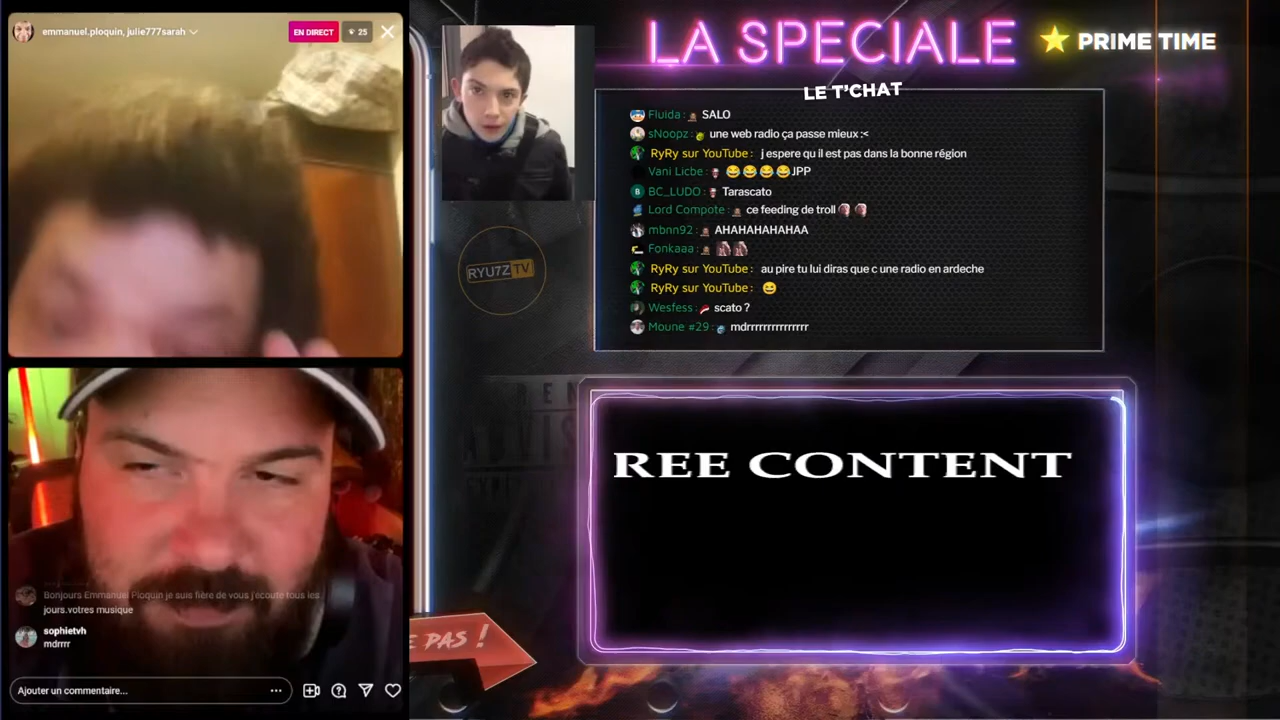 emmanuel.ploquin, julie777sarah
EN DIRECT
25
Bonjours Emmanuel Ploquin je suis fière de vous j'écoute tous les
jours.votres musique
sophietvh
mdrrrr
Ajouter un commentaire...
LA SPECIALE
PRIME TIME
LE T'CHAT
Fluida : SALO
sNoopz : une web radio ça passe mieux :<
RyRy sur YouTube : j espere qu il est pas dans la bonne région
Vani Licbe : 😂😂😂😂JPP
B BC_LUDO : Tarascato
Lord Compote : ce feeding de troll
mbnn92 : AHAHAHAHAHAA
Fonkaaa :
RyRy sur YouTube : au pire tu lui diras que c une radio en ardeche
RyRy sur YouTube : 😄
Wesfess : scato ?
Moune #29 : mdrrrrrrrrrrrrrr
RYU7Z TV
E PAS !
REE CONTENT